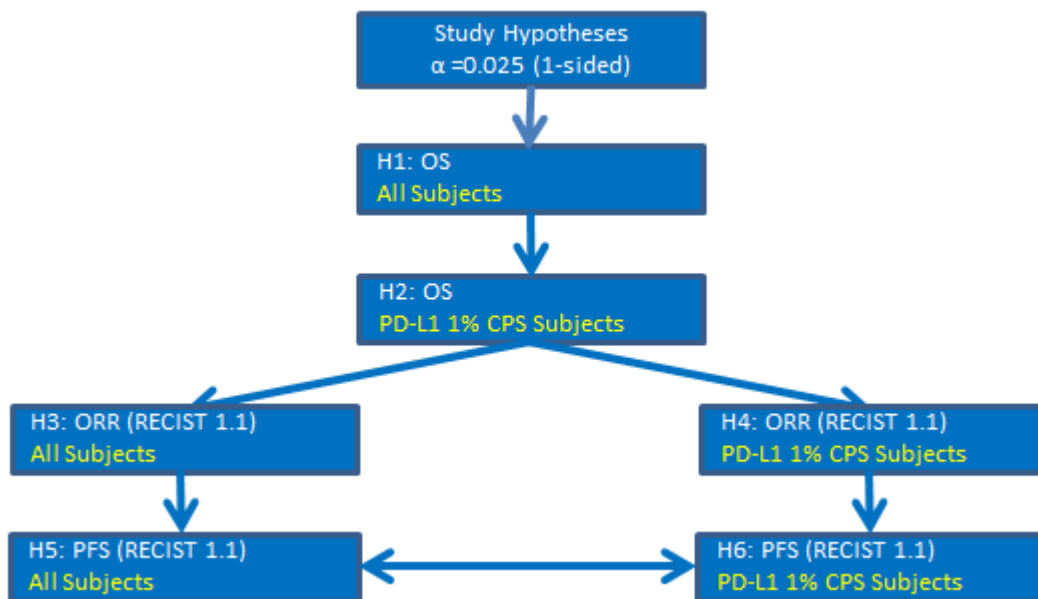 Study Hypotheses
α =0.025 (1-sided)
H1: OS
All Subjects
H2: OS
PD-L1 1% CPS Subjects
H3: ORR (RECIST 1.1)
All Subjects
H4: ORR (RECIST 1.1)
PD-L1 1% CPS Subjects
H5: PFS (RECIST 1.1)
All Subjects
H6: PFS (RECIST 1.1)
PD-L1 1% CPS Subjects